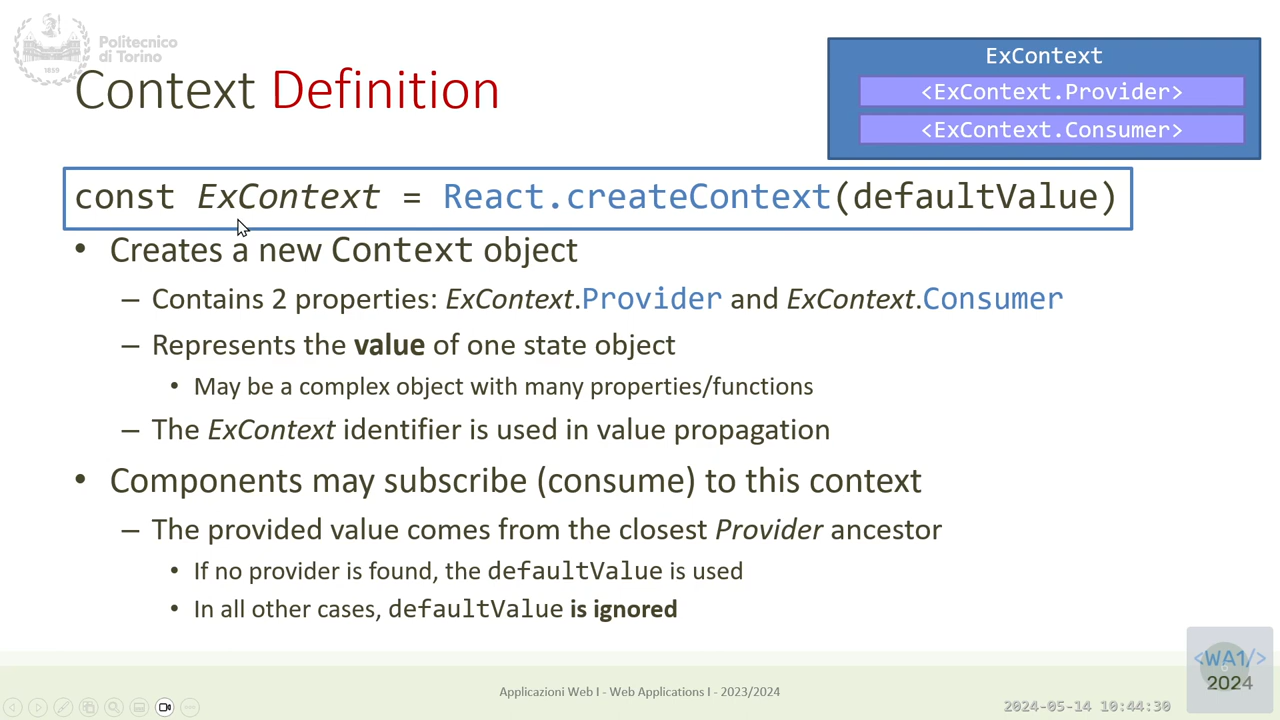 Politecnico
di Torino
1859
Context Definition
ExContext
<ExContext.Provider>
<ExContext.Consumer>
const ExContext = React.createContext(defaultValue)
• Creates a new Context object
– Contains 2 properties: ExContext.Provider and ExContext.Consumer
– Represents the value of one state object
• May be a complex object with many properties/functions
– The ExContext identifier is used in value propagation
• Components may subscribe (consume) to this context
– The provided value comes from the closest Provider ancestor
• If no provider is found, the defaultValue is used
• In all other cases, defaultValue is ignored
<WA1/>
6
2024
Applicazioni Web I - Web Applications I - 2023/2024
2024-05-14 10:44:30